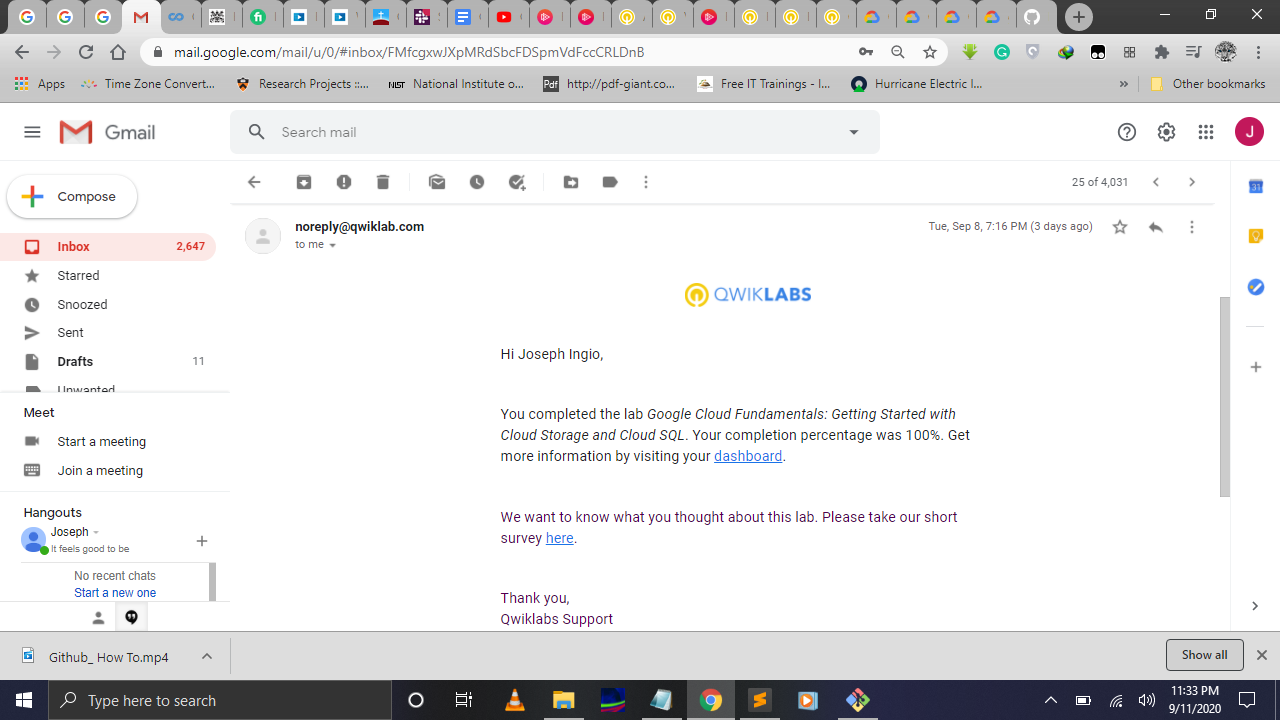 mail.google.com/mail/u/0/#inbox/FMfcgxwJXpMRdSbcFDSpmVdFccCRLDnB
Apps
Time Zone Convert...
Research Projects ::...
NIST
National Institute o...
Pdf
http://pdf-giant.co...
Free IT Trainings - I...
Hurricane Electric I...
»
Other bookmarks
Gmail
Search mail
J
Compose
25 of 4,031
Inbox 2,647
Starred
Snoozed
Sent
Drafts 11
Unwanted
Meet
Start a meeting
Join a meeting
Hangouts
Joseph
It feels good to be
No recent chats
Start a new one
noreply@qwiklab.com
to me
Tue, Sep 8, 7:16 PM (3 days ago)
QWIKLABS
Hi Joseph Ingio,
You completed the lab Google Cloud Fundamentals: Getting Started with
Cloud Storage and Cloud SQL. Your completion percentage was 100%. Get
more information by visiting your dashboard.
We want to know what you thought about this lab. Please take our short
survey here.
Thank you,
Qwiklabs Support
31
Github_ How To.mp4
Show all
Type here to search
11:33 PM
9/11/2020